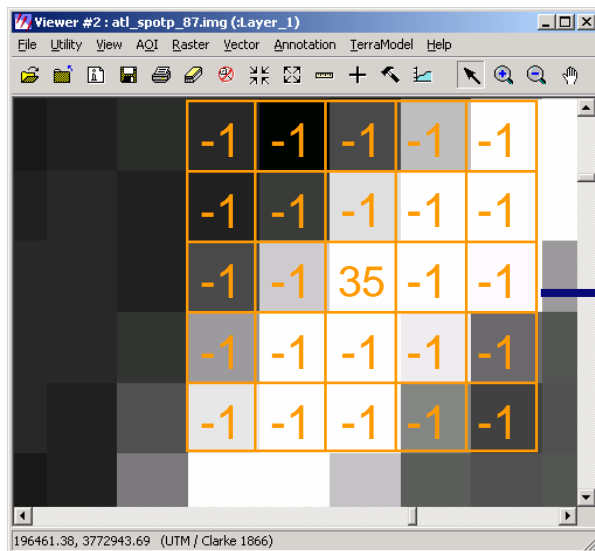 Viewer #2 : atl_spotp_87.img (:Layer_1)
File Utility View AOI Raster Vector Annotation TerraModel Help
-1 -1 -1 -1 -1
-1 -1 -1 -1 -1
-1 -1 35 -1 -1
-1 -1 -1 -1 -1
-1 -1 -1 -1 -1
196461.38, 3772943.69 (UTM / Clarke 1866)